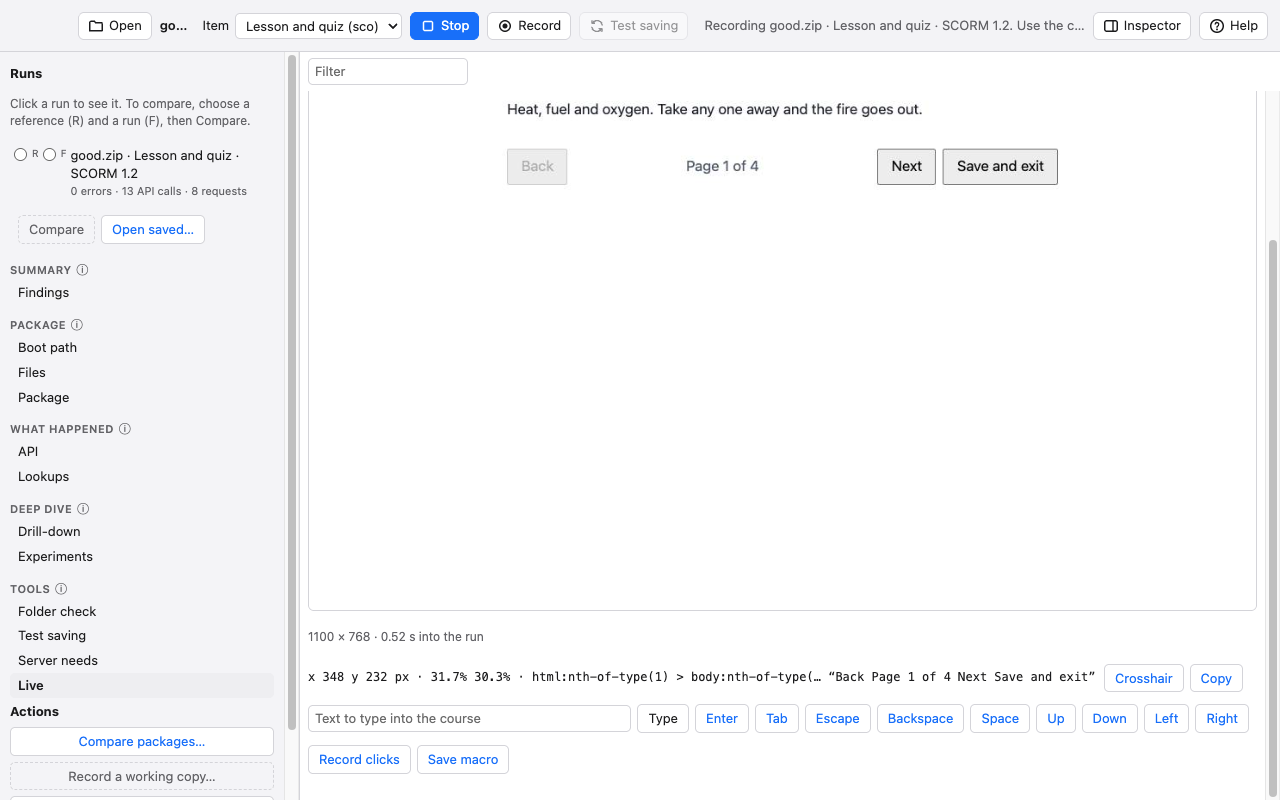 Open go... Item Lesson and quiz (sco) Stop Record Test saving Recording good.zip · Lesson and quiz · SCORM 1.2. Use the c... Inspector Help
Runs
Click a run to see it. To compare, choose a
reference (R) and a run (F), then Compare.
R F good.zip · Lesson and quiz ·
SCORM 1.2
0 errors · 13 API calls · 8 requests
Compare Open saved...
SUMMARY
Findings
PACKAGE
Boot path
Files
Package
WHAT HAPPENED
API
Lookups
DEEP DIVE
Drill-down
Experiments
TOOLS
Folder check
Test saving
Server needs
Live
Actions
Compare packages...
Record a working copy...
Filter
Heat, fuel and oxygen. Take any one away and the fire goes out.
Back Page 1 of 4 Next Save and exit
1100 × 768 · 0.52 s into the run
x 348 y 232 px · 31.7% 30.3% · html:nth-of-type(1) > body:nth-of-type(… “Back Page 1 of 4 Next Save and exit” Crosshair Copy
Text to type into the course Type Enter Tab Escape Backspace Space Up Down Left Right
Record clicks Save macro